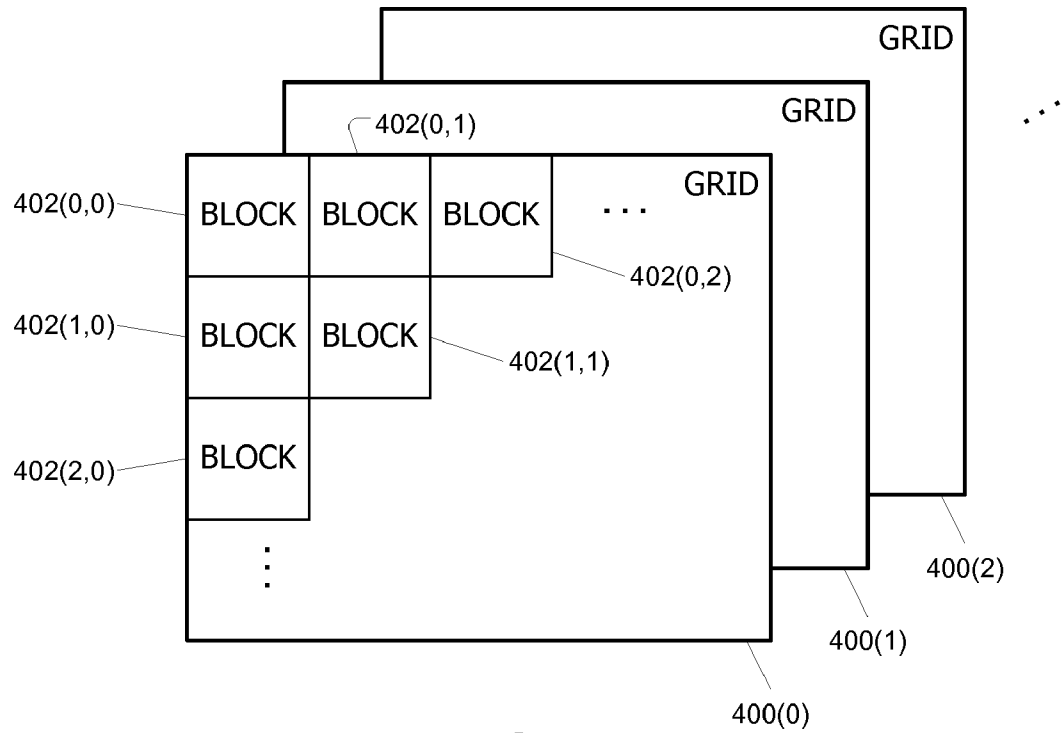 GRID
GRID
402(0,1)
GRID
402(0,0)
BLOCK BLOCK BLOCK ...
402(0,2)
402(1,0)
BLOCK BLOCK
402(1,1)
402(2,0)
BLOCK
400(2)
400(1)
400(0)